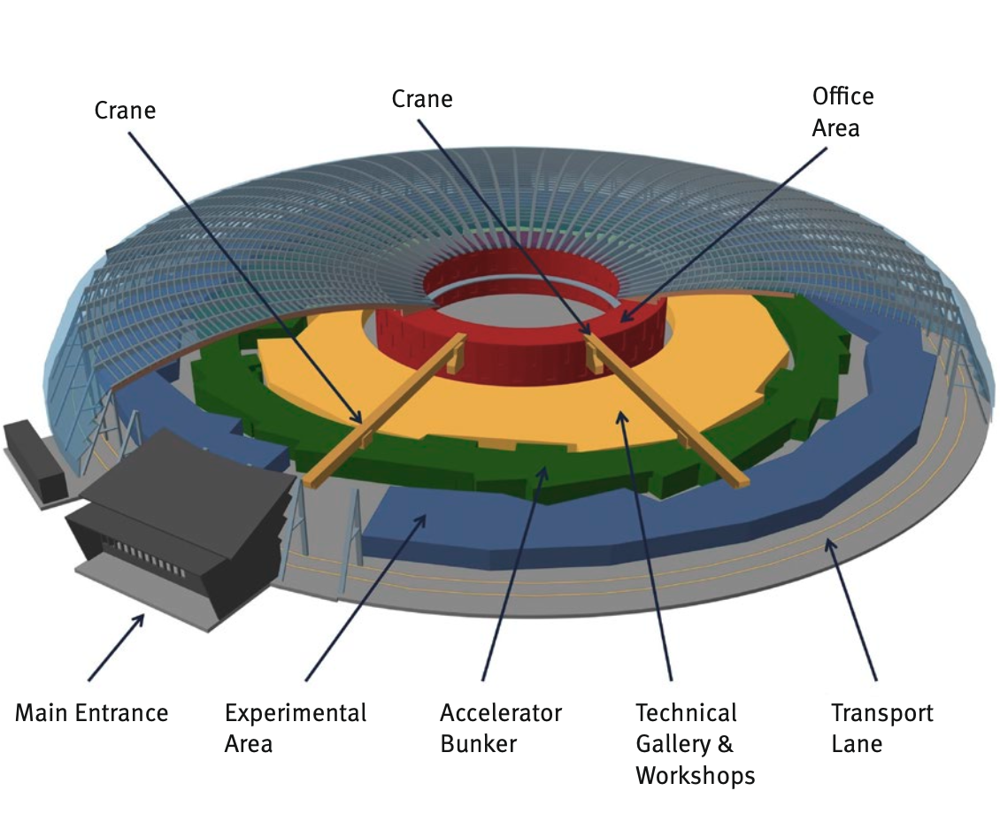 Crane
Crane
Office
Area
Main Entrance
Experimental
Area
Accelerator
Bunker
Technical
Gallery &
Workshops
Transport
Lane